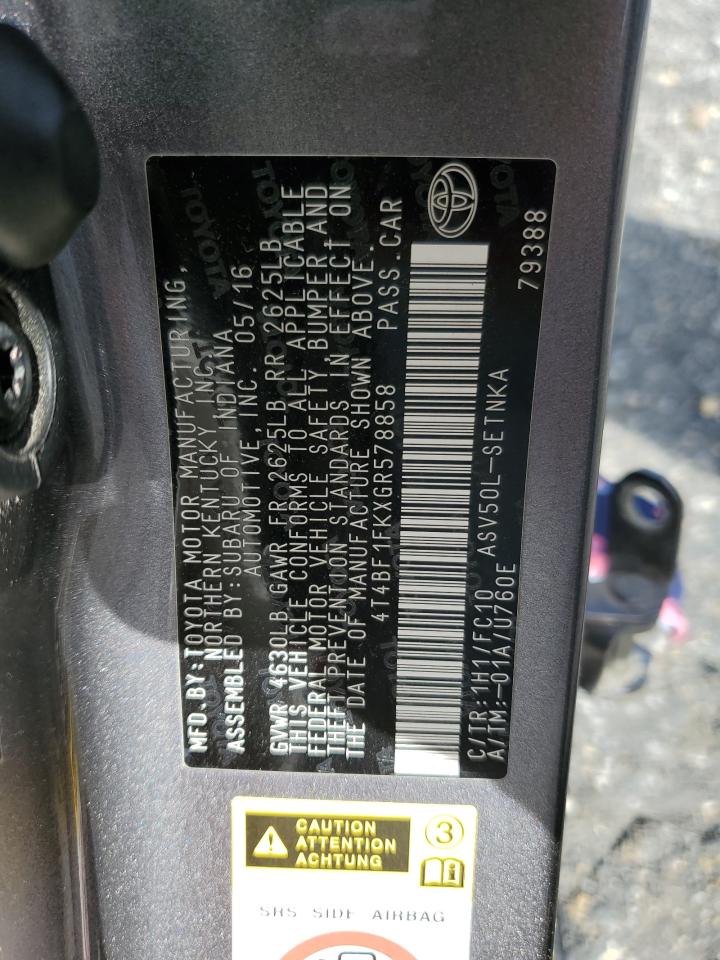 MFD.BY:TOYOTA MOTOR MANUFACTURING,
NORTHERN KENTUCKY INC.
ASSEMBLED BY:SUBARU OF INDIANA
AUTOMOTIVE, INC. 05/16
GVWR 4630LB GAWR FR 2625LB RR 2625LB
THIS VEHICLE CONFORMS TO ALL APPLICABLE
FEDERAL MOTOR VEHICLE SAFETY, BUMPER AND
THEFT PREVENTION STANDARDS IN EFFECT ON
THE DATE OF MANUFACTURE SHOWN ABOVE.
4T4BF1FKXGR578858 PASS.CAR
C/TR:1H1/FC10 ASV50L-SETNKA
A/TM:-01A/U760E 79388
CAUTION
ATTENTION
ACHTUNG
3
SRS SIDE AIRBAG